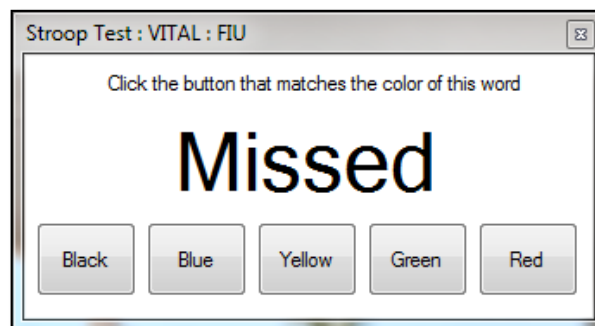 Stroop Test : VITAL : FIU
Click the button that matches the color of this word
Missed
Black Blue Yellow Green Red